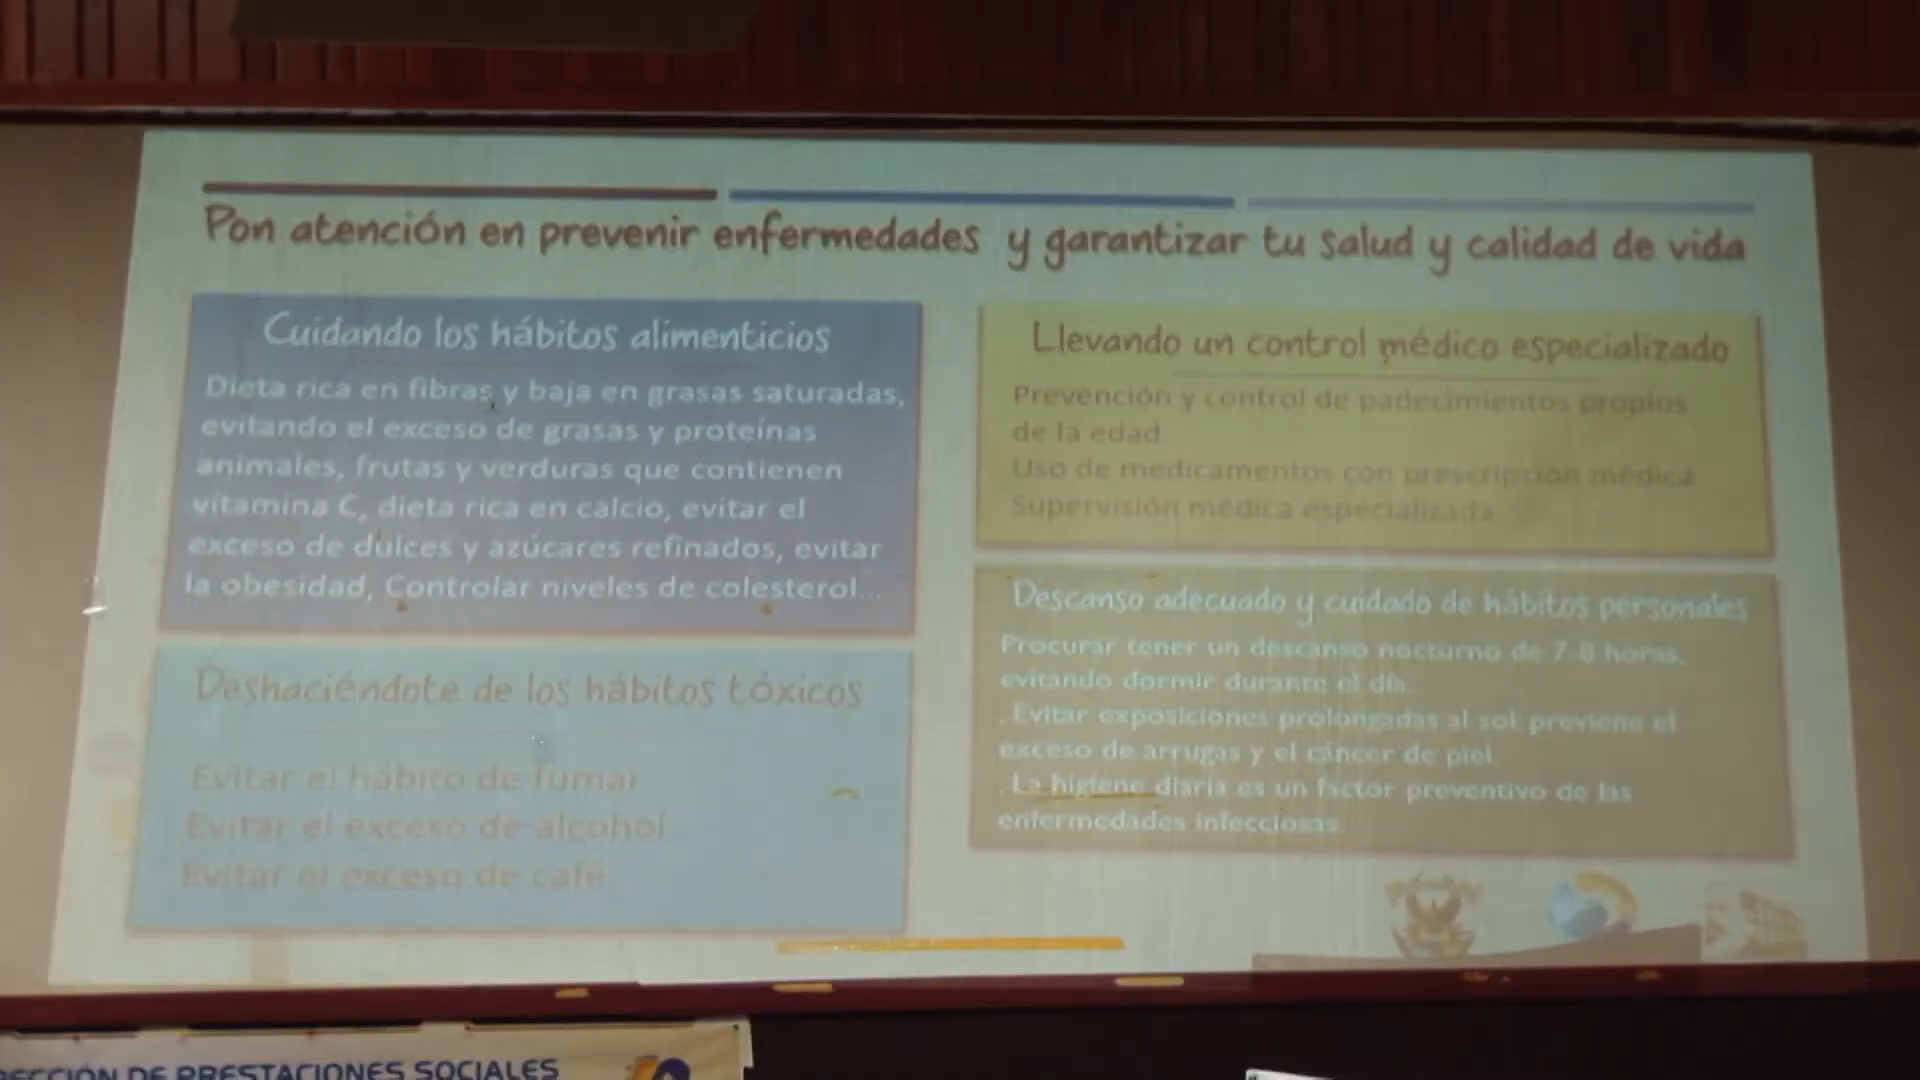 Pon atención en prevenir enfermedades y garantizar tu salud y calidad de vida
Cuidando los hábitos alimenticios
Dieta rica en fibras y baja en grasas saturadas,
evitando el exceso de grasas y proteínas
animales, frutas y verduras que contienen
vitamina C, dieta rica en calcio, evitar el
exceso de dulces y azúcares refinados, evitar
la obesidad, Controlar niveles de colesterol...
Deshaciéndote de los hábitos tóxicos
Evitar el hábito de fumar
Evitar el exceso de alcohol
Evitar el exceso de café
Llevando un control médico especializado
Prevención y control de padecimientos propios
de la edad.
Uso de medicamentos con prescripción médica
Supervisión médica especializada
Descanso adecuado y cuidado de hábitos personales
Procurar tener un descanso nocturno de 7-8 horas,
evitando dormir durante el día.
. Evitar exposiciones prolongadas al sol: previene el
exceso de arrugas y el cáncer de piel.
. La higiene diaria es un factor preventivo de las
enfermedades infecciosas.
RECCIÓN DE PRESTACIONES SOCIALES